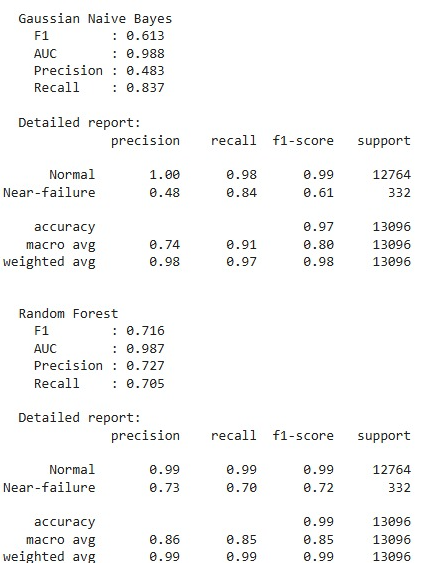 Gaussian Naive Bayes
F1 : 0.613
AUC : 0.988
Precision : 0.483
Recall : 0.837
Detailed report:
precision recall f1-score support
Normal 1.00 0.98 0.99 12764
Near-failure 0.48 0.84 0.61 332
accuracy 0.97 13096
macro avg 0.74 0.91 0.80 13096
weighted avg 0.98 0.97 0.98 13096
Random Forest
F1 : 0.716
AUC : 0.987
Precision : 0.727
Recall : 0.705
Detailed report:
precision recall f1-score support
Normal 0.99 0.99 0.99 12764
Near-failure 0.73 0.70 0.72 332
accuracy 0.99 13096
macro avg 0.86 0.85 0.85 13096
weighted avg 0.99 0.99 0.99 13096